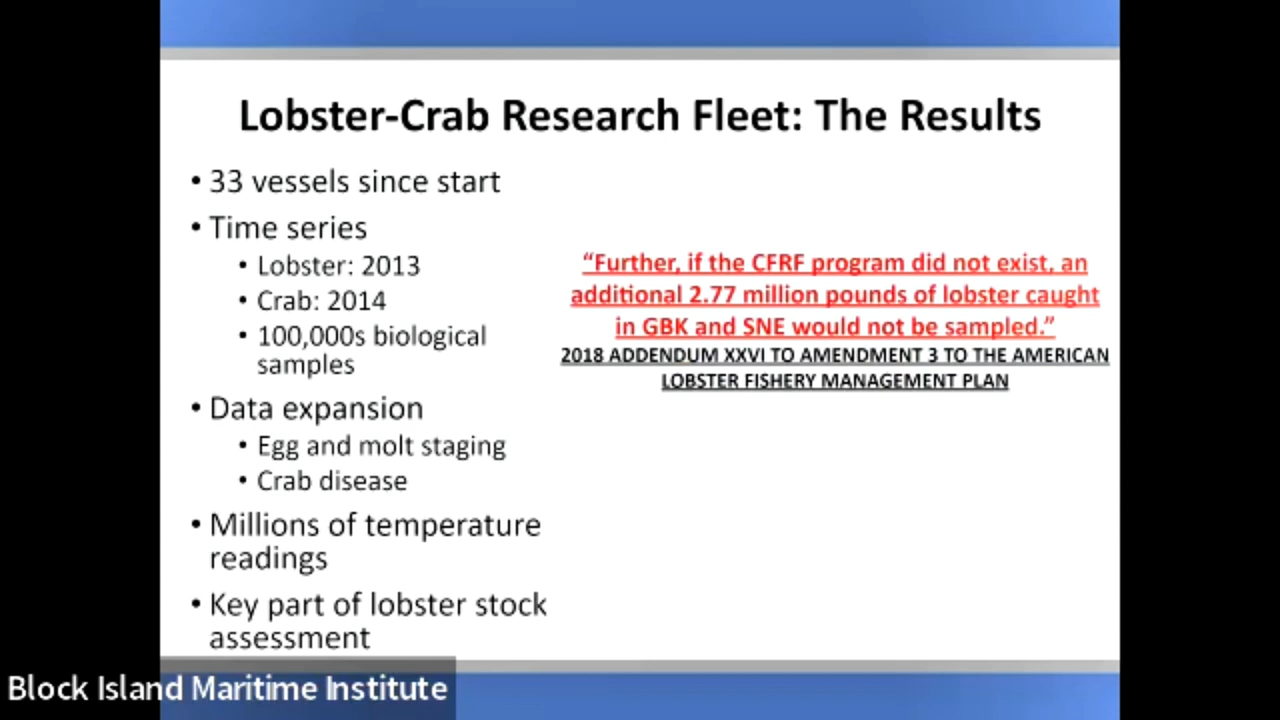 Lobster-Crab Research Fleet: The Results
• 33 vessels since start
• Time series
• Lobster: 2013
• Crab: 2014
• 100,000s biological
samples
• Data expansion
• Egg and molt staging
• Crab disease
• Millions of temperature
readings
• Key part of lobster stock
assessment
“Further, if the CFRF program did not exist, an
additional 2.77 million pounds of lobster caught
in GBK and SNE would not be sampled.”
2018 ADDENDUM XXVI TO AMENDMENT 3 TO THE AMERICAN
LOBSTER FISHERY MANAGEMENT PLAN
Block Island Maritime Institute